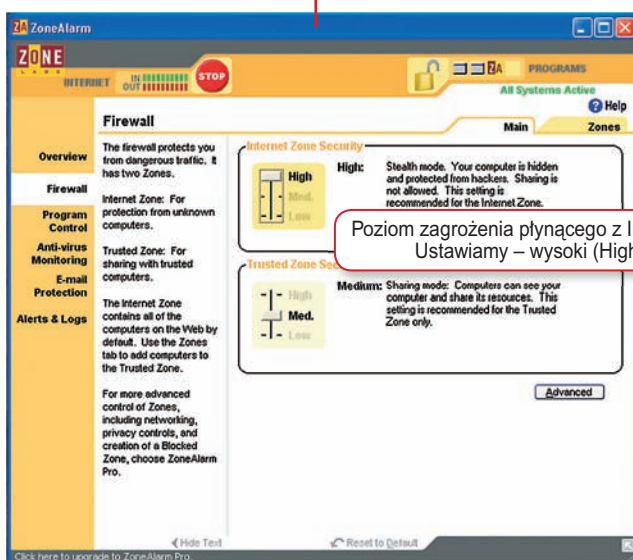 ZA ZoneAlarm
ZONE
LABS
INTERNET
IN
OUT
STOP
ZA
PROGRAMS
All Systems Active
Help
Firewall
Main
Zones
Overview
Firewall
Program
Control
Anti-virus
Monitoring
E-mail
Protection
Alerts & Logs
The firewall protects you
from dangerous traffic. It
has two Zones.
Internet Zone: For
protection from unknown
computers.
Trusted Zone: For
sharing with trusted
computers.
The Internet Zone
contains all of the
computers on the Web by
default. Use the Zones
tab to add computers to
the Trusted Zone.
For more advanced
control of Zones,
including networking,
privacy controls, and
creation of a Blocked
Zone, choose ZoneAlarm
Pro.
Internet Zone Security
High
Med.
Low
High: Stealth mode. Your computer is hidden
and protected from hackers. Sharing is
not allowed. This setting is
recommended for the Internet Zone.
Poziom zagrożenia płynącego z I
Ustawiamy – wysoki (High
Trusted Zone Sec
High
Med.
Low
Medium: Sharing mode: Computers can see your
computer and share its resources. This
setting is recommended for the Trusted
Zone only.
Advanced
Hide Text
Reset to Default
Click here to upgrade to ZoneAlarm Pro.